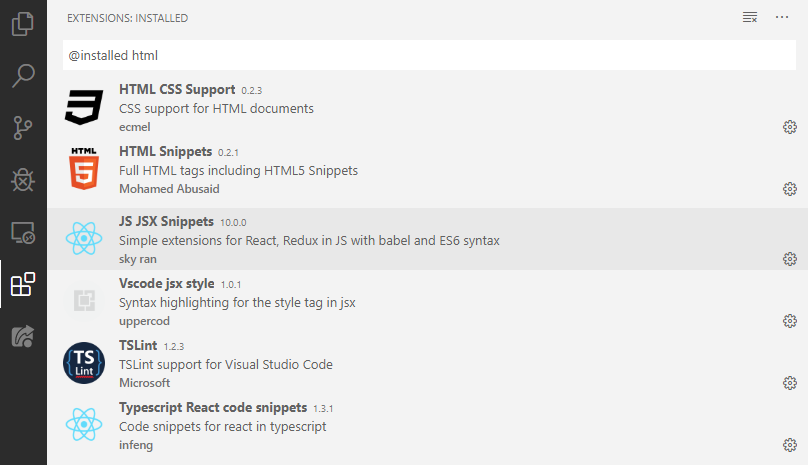 EXTENSIONS: INSTALLED
@installed html
HTML CSS Support 0.2.3
CSS support for HTML documents
ecmel
HTML
5
HTML Snippets 0.2.1
Full HTML tags including HTML5 Snippets
Mohamed Abusaid
JS JSX Snippets 10.0.0
Simple extensions for React, Redux in JS with babel and ES6 syntax
sky ran
Vscode jsx style 1.0.1
Syntax highlighting for the style tag in jsx
uppercod
{TS}
Lint
TSLint 1.2.3
TSLint support for Visual Studio Code
Microsoft
Typescript React code snippets 1.3.1
Code snippets for react in typescript
infeng